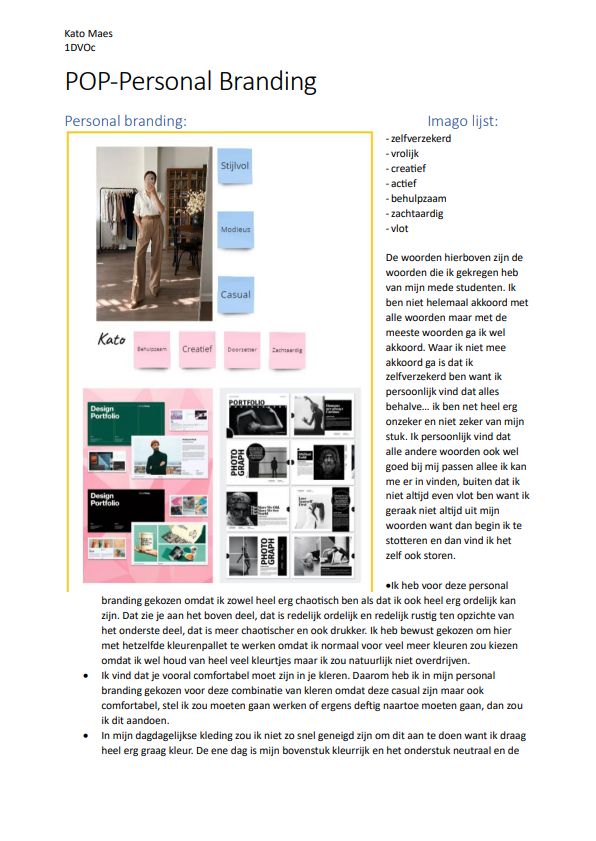 Kato Maes
1DVOc
POP-Personal Branding
Personal branding:
Imago lijst:
Stijlvol
Modieus
Casual
Kato
Behulpzaam
Creatief
Doorzetter
Zachtaardig
Design
Portfolio
Design
Portfolio
PORTFOLIO
PHOTO
GRAPH
PHOTO
GRAPH
- zelfverzekerd
- vrolijk
- creatief
- actief
- behulpzaam
- zachtaardig
- vlot
De woorden hierboven zijn de
woorden die ik gekregen heb
van mijn mede studenten. Ik
ben niet helemaal akkoord met
alle woorden maar met de
meeste woorden ga ik wel
akkoord. Waar ik niet mee
akkoord ga is dat ik
zelfverzekerd ben want ik
persoonlijk vind dat alles
behalve... ik ben net heel erg
onzeker en niet zeker van mijn
stuk. Ik persoonlijk vind dat
alle andere woorden ook wel
goed bij mij passen allee ik kan
me er in vinden, buiten dat ik
niet altijd even vlot ben want ik
geraak niet altijd uit mijn
woorden want dan begin ik te
stotteren en dan vind ik het
zelf ook storen.
•Ik heb voor deze personal
branding gekozen omdat ik zowel heel erg chaotisch ben als dat ik ook heel erg ordelijk kan
zijn. Dat zie je aan het boven deel, dat is redelijk ordelijk en redelijk rustig ten opzichte van
het onderste deel, dat is meer chaotischer en ook drukker. Ik heb bewust gekozen om hier
met hetzelfde kleurenpallet te werken omdat ik normaal voor veel meer kleuren zou kiezen
omdat ik wel houd van heel veel kleurtjes maar ik zou natuurlijk niet overdrijven.
• Ik vind dat je vooral comfortabel moet zijn in je kleren. Daarom heb ik in mijn personal
branding gekozen voor deze combinatie van kleren omdat deze casual zijn maar ook
comfortabel, stel ik zou moeten gaan werken of ergens deftig naartoe moeten gaan, dan zou
ik dit aandoen.
• In mijn dagdagelijkse kleding zou ik niet zo snel geneigd zijn om dit aan te doen want ik draag
heel erg graag kleur. De ene dag is mijn bovenstuk kleurrijk en het onderstuk neutraal en de